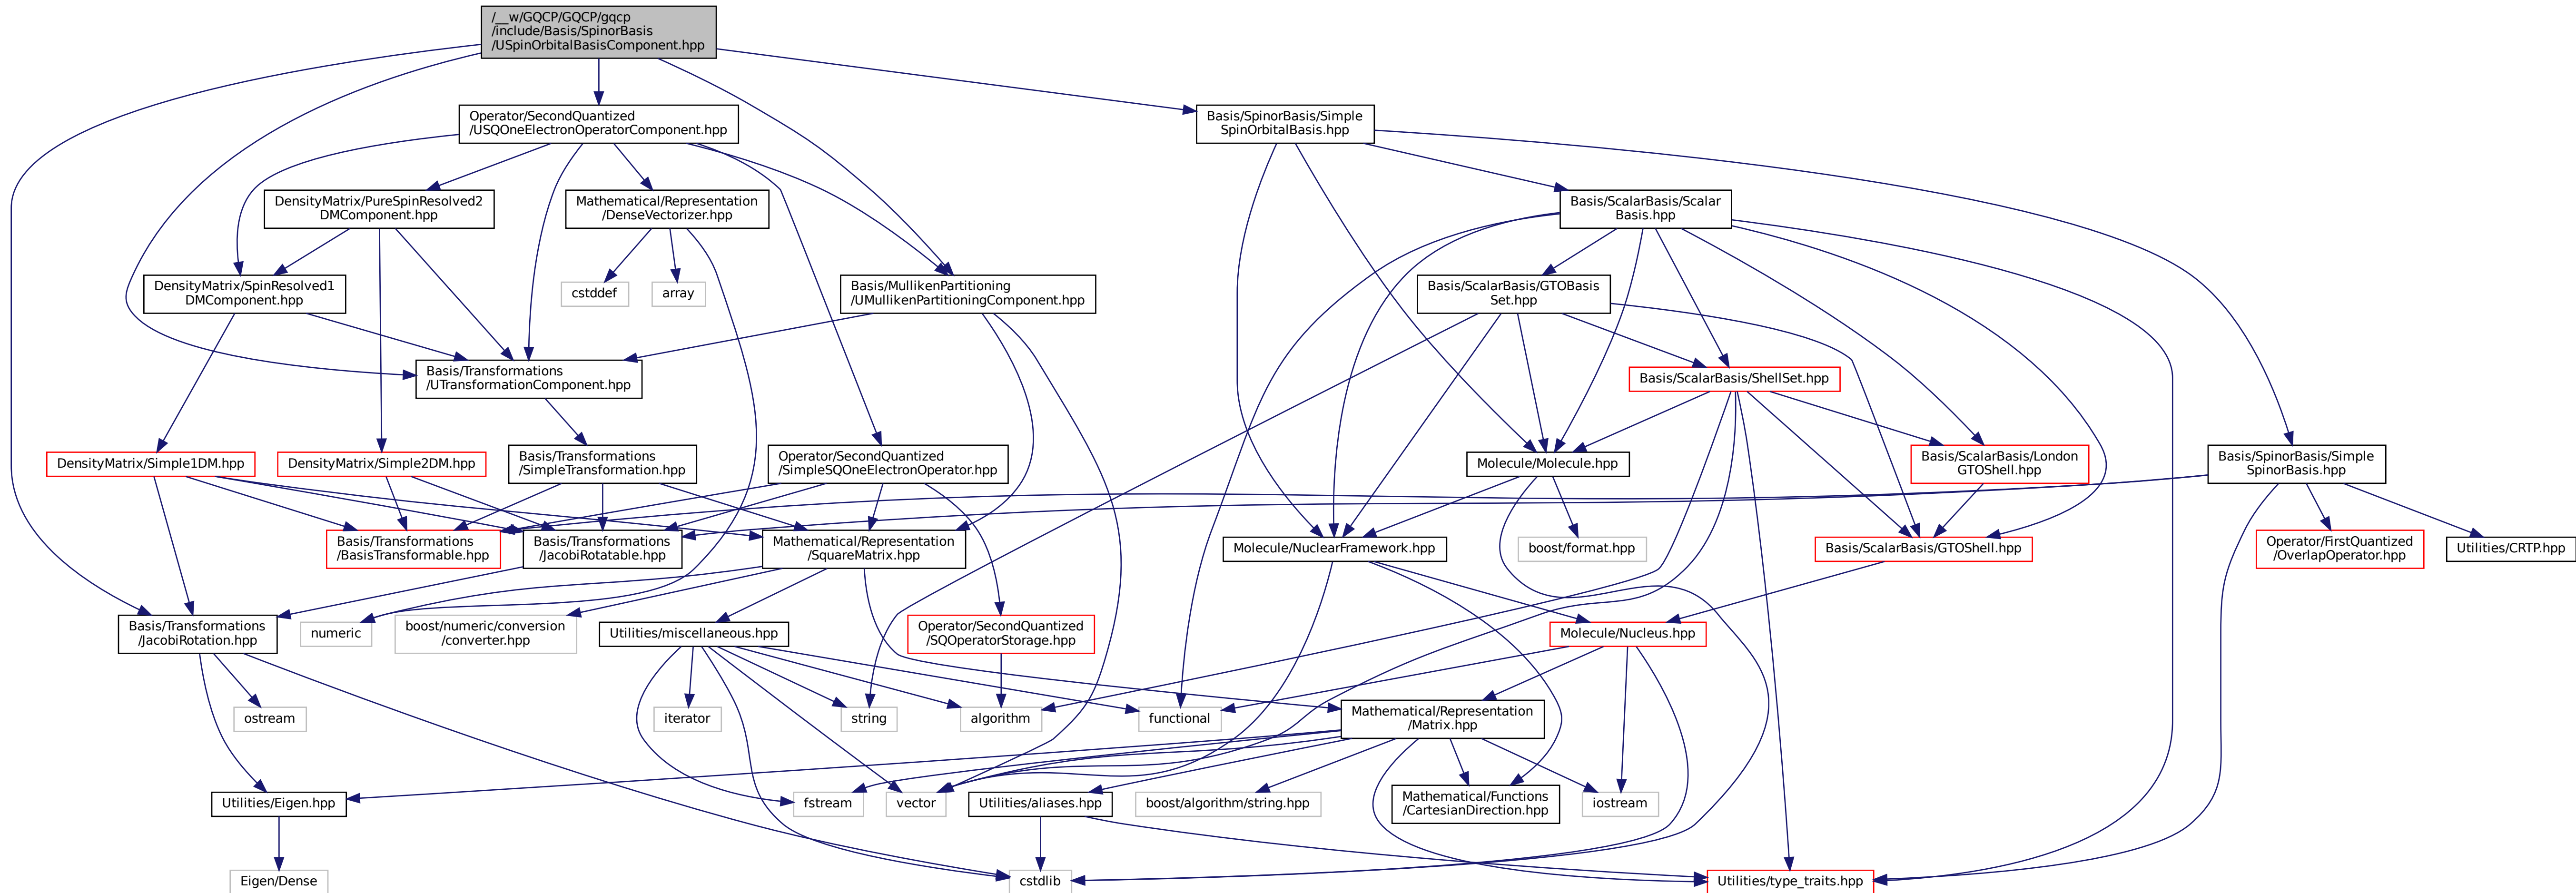 /__w/GQCP/GQCP/gqcp
/include/Basis/SpinorBasis
/USpinOrbitalBasisComponent.hpp
Operator/SecondQuantized
/USQOneElectronOperatorComponent.hpp
Basis/SpinorBasis/Simple
SpinOrbitalBasis.hpp
DensityMatrix/PureSpinResolved2
DMComponent.hpp
Mathematical/Representation
/DenseVectorizer.hpp
Basis/ScalarBasis/Scalar
Basis.hpp
DensityMatrix/SpinResolved1
DMComponent.hpp
cstddef
array
Basis/MullikenPartitioning
/UMullikenPartitioningComponent.hpp
Basis/ScalarBasis/GTOBasis
Set.hpp
Basis/Transformations
/UTransformationComponent.hpp
Basis/ScalarBasis/ShellSet.hpp
DensityMatrix/Simple1DM.hpp
DensityMatrix/Simple2DM.hpp
Basis/Transformations
/SimpleTransformation.hpp
Operator/SecondQuantized
/SimpleSQOneElectronOperator.hpp
Molecule/Molecule.hpp
Basis/ScalarBasis/London
GTOShell.hpp
Basis/SpinorBasis/Simple
SpinorBasis.hpp
Basis/Transformations
/BasisTransformable.hpp
Basis/Transformations
/JacobiRotatable.hpp
Mathematical/Representation
/SquareMatrix.hpp
Molecule/NuclearFramework.hpp
boost/format.hpp
Basis/ScalarBasis/GTOShell.hpp
Operator/FirstQuantized
/OverlapOperator.hpp
Utilities/CRTP.hpp
Basis/Transformations
/JacobiRotation.hpp
numeric
boost/numeric/conversion
/converter.hpp
Utilities/miscellaneous.hpp
Operator/SecondQuantized
/SQOperatorStorage.hpp
Molecule/Nucleus.hpp
ostream
iterator
string
algorithm
functional
Mathematical/Representation
/Matrix.hpp
Utilities/Eigen.hpp
fstream
vector
Utilities/aliases.hpp
boost/algorithm/string.hpp
Mathematical/Functions
/CartesianDirection.hpp
iostream
Eigen/Dense
cstdlib
Utilities/type_traits.hpp